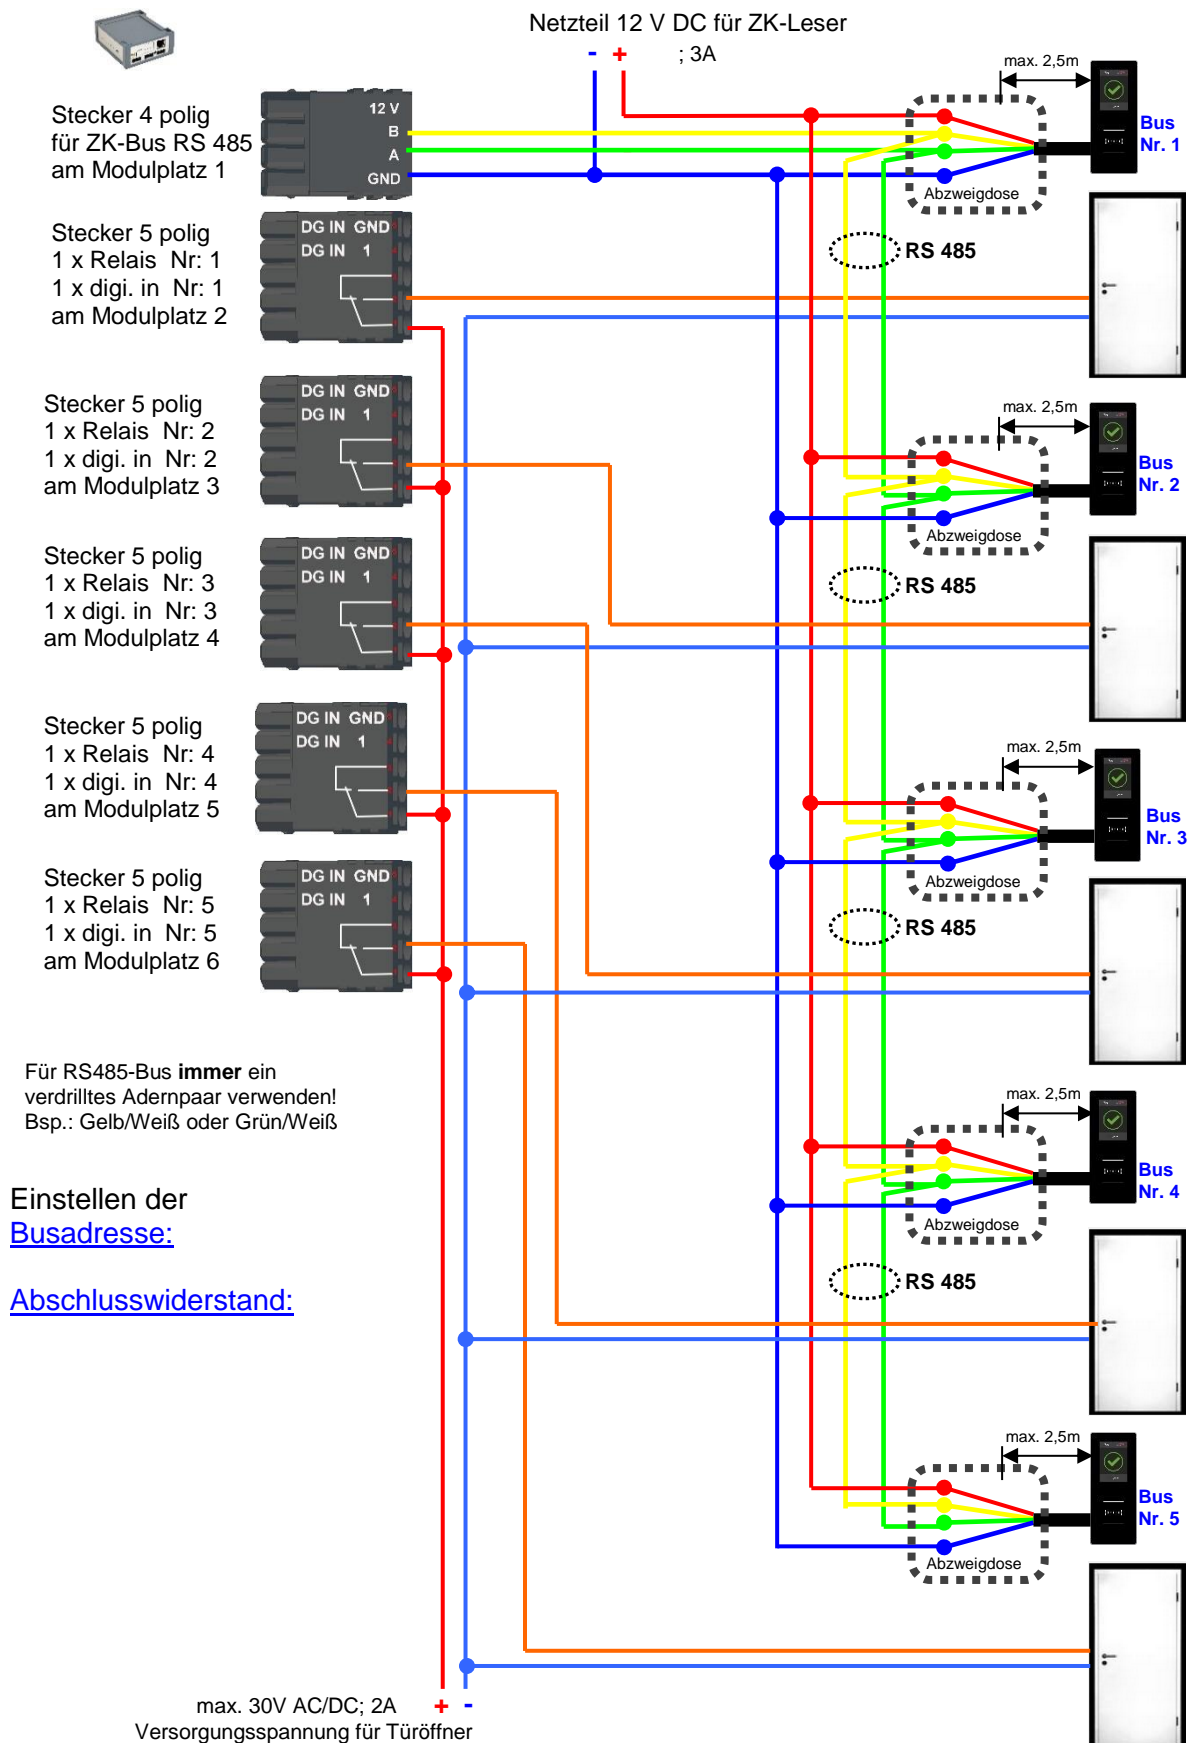 Netzteil 12 V DC für ZK-Leser
- + ; 3A
max. 2,5m
Stecker 4 polig
für ZK-Bus RS 485
am Modulplatz 1
12 V
B
A
GND
Bus
Nr. 1
Abzweigdose
RS 485
Stecker 5 polig
1 x Relais Nr: 1
1 x digi. in Nr: 1
am Modulplatz 2
DG IN GND
DG IN 1
max. 2,5m
Stecker 5 polig
1 x Relais Nr: 2
1 x digi. in Nr: 2
am Modulplatz 3
DG IN GND
DG IN 1
Bus
Nr. 2
Abzweigdose
RS 485
Stecker 5 polig
1 x Relais Nr: 3
1 x digi. in Nr: 3
am Modulplatz 4
DG IN GND
DG IN 1
Stecker 5 polig
1 x Relais Nr: 4
1 x digi. in Nr: 4
am Modulplatz 5
DG IN GND
DG IN 1
max. 2,5m
Bus
Nr. 3
Abzweigdose
RS 485
Stecker 5 polig
1 x Relais Nr: 5
1 x digi. in Nr: 5
am Modulplatz 6
DG IN GND
DG IN 1
Für RS485-Bus immer ein
verdrilltes Adernpaar verwenden!
Bsp.: Gelb/Weiß oder Grün/Weiß
max. 2,5m
Bus
Nr. 4
Abzweigdose
RS 485
Einstellen der
Busadresse:
Abschlusswiderstand:
max. 2,5m
Bus
Nr. 5
Abzweigdose
max. 30V AC/DC; 2A + -
Versorgungsspannung für Türöffner